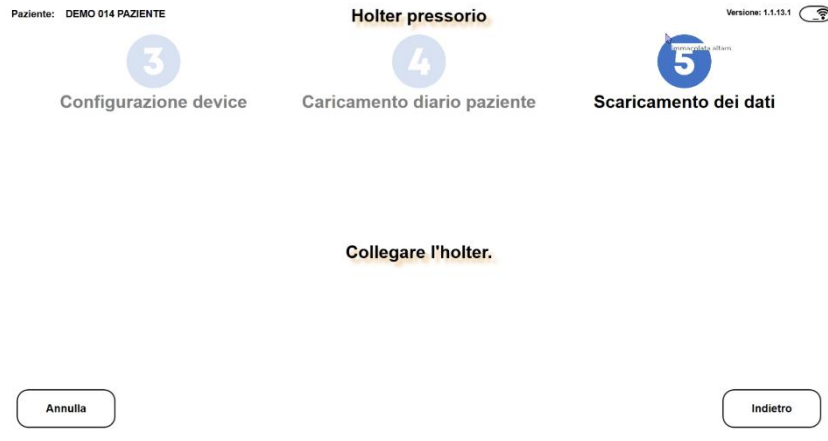 Paziente: DEMO 014 PAZIENTE Holter pressorio Versione: 1.1.13.1
3 4 5
Configurazione device Caricamento diario paziente Scaricamento dei dati
Collegare l'holter.
Annulla Indietro